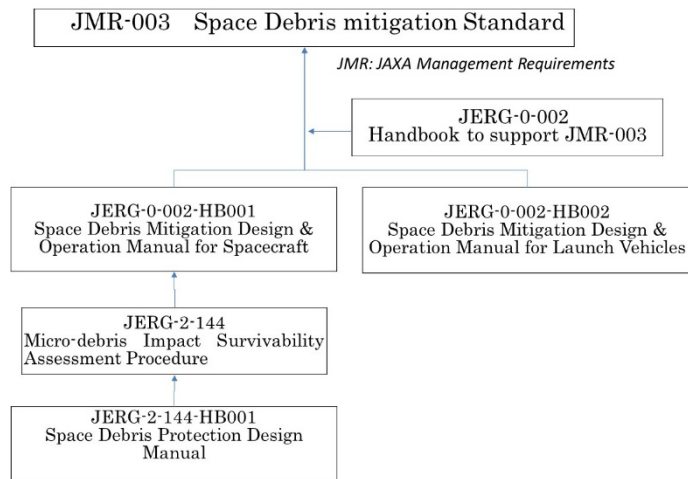 JMR-003 Space Debris mitigation Standard
JMR: JAXA Management Requirements
JERG-0-002
Handbook to support JMR-003
JERG-0-002-HB001
Space Debris Mitigation Design &
Operation Manual for Spacecraft
JERG-0-002-HB002
Space Debris Mitigation Design &
Operation Manual for Launch Vehicles
JERG-2-144
Micro-debris Impact Survivability
Assessment Procedure
JERG-2-144-HB001
Space Debris Protection Design
Manual